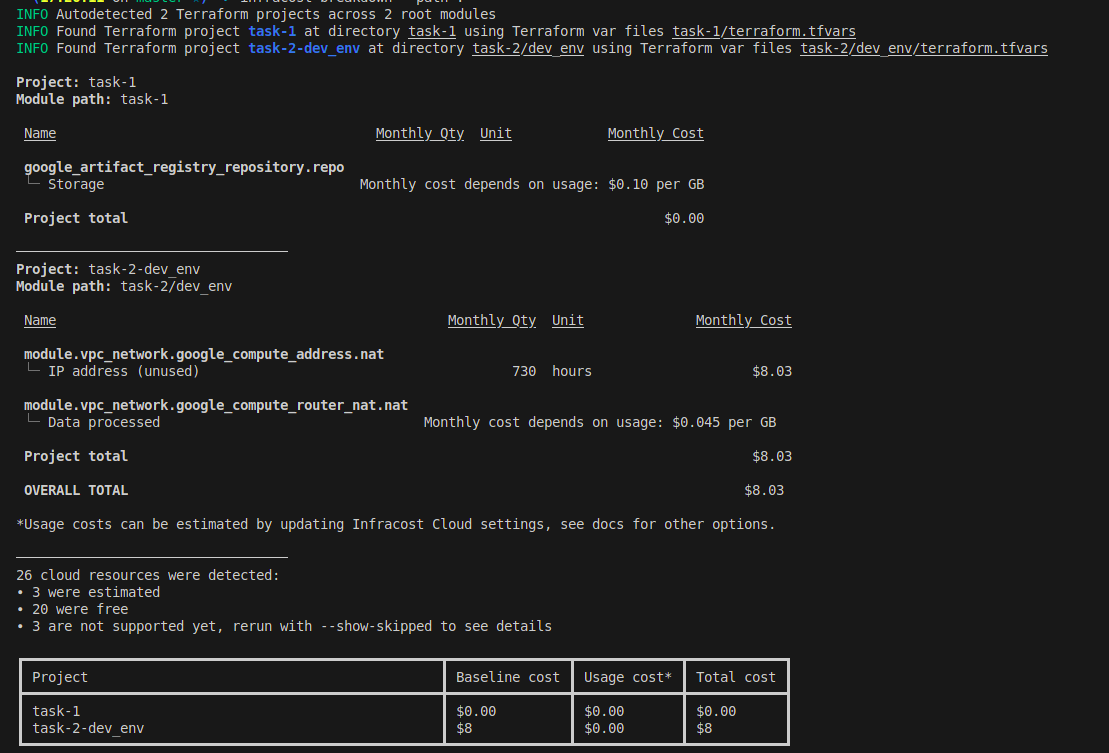 INFO Autodetected 2 Terraform projects across 2 root modules
INFO Found Terraform project task-1 at directory task-1 using Terraform var files task-1/terraform.tfvars
INFO Found Terraform project task-2-dev_env at directory task-2/dev_env using Terraform var files task-2/dev_env/terraform.tfvars
Project: task-1
Module path: task-1
Name Monthly Qty Unit Monthly Cost
google_artifact_registry_repository.repo
└─ Storage Monthly cost depends on usage: $0.10 per GB
Project total $0.00
──────────────────────────────────
Project: task-2-dev_env
Module path: task-2/dev_env
Name Monthly Qty Unit Monthly Cost
module.vpc_network.google_compute_address.nat
└─ IP address (unused) 730 hours $8.03
module.vpc_network.google_compute_router_nat.nat
└─ Data processed Monthly cost depends on usage: $0.045 per GB
Project total $8.03
OVERALL TOTAL $8.03
*Usage costs can be estimated by updating Infracost Cloud settings, see docs for other options.
──────────────────────────────────
26 cloud resources were detected:
• 3 were estimated
• 20 were free
• 3 are not supported yet, rerun with --show-skipped to see details
Project Baseline cost Usage cost* Total cost
task-1 $0.00 $0.00 $0.00
task-2-dev_env $8 $0.00 $8